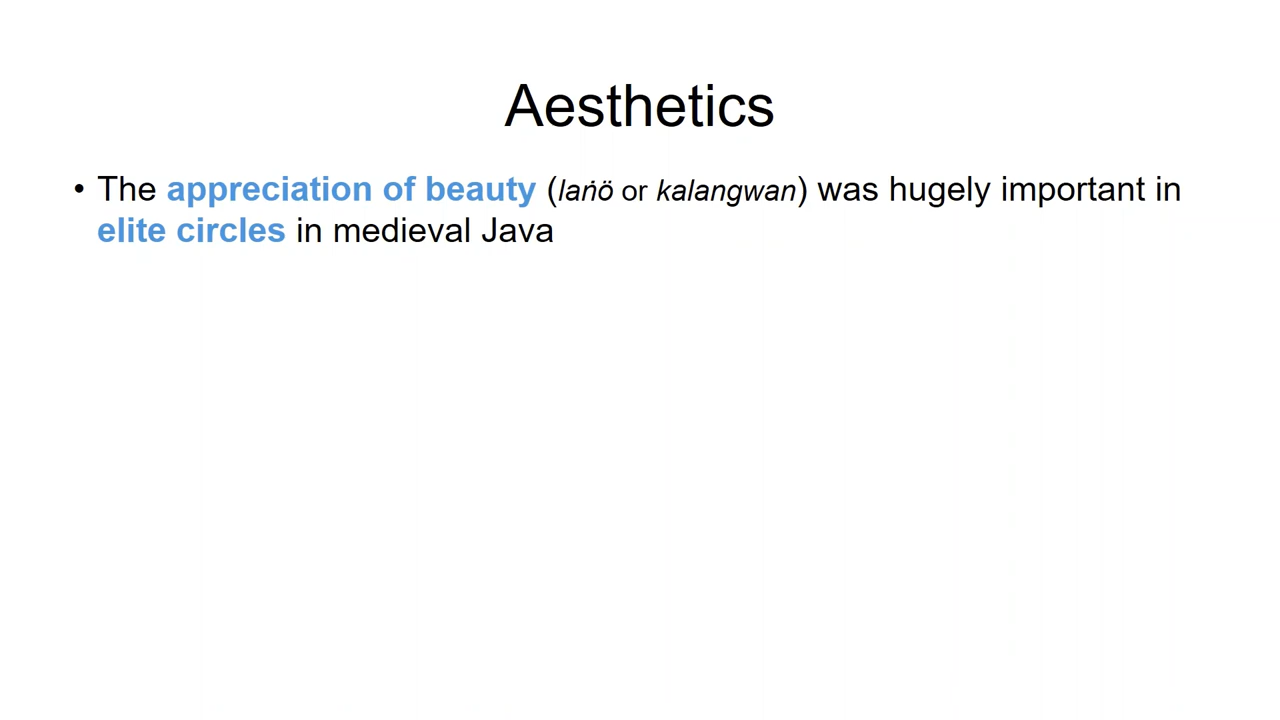 Aesthetics
• The appreciation of beauty (laṅö or kalangwan) was hugely important in
elite circles in medieval Java